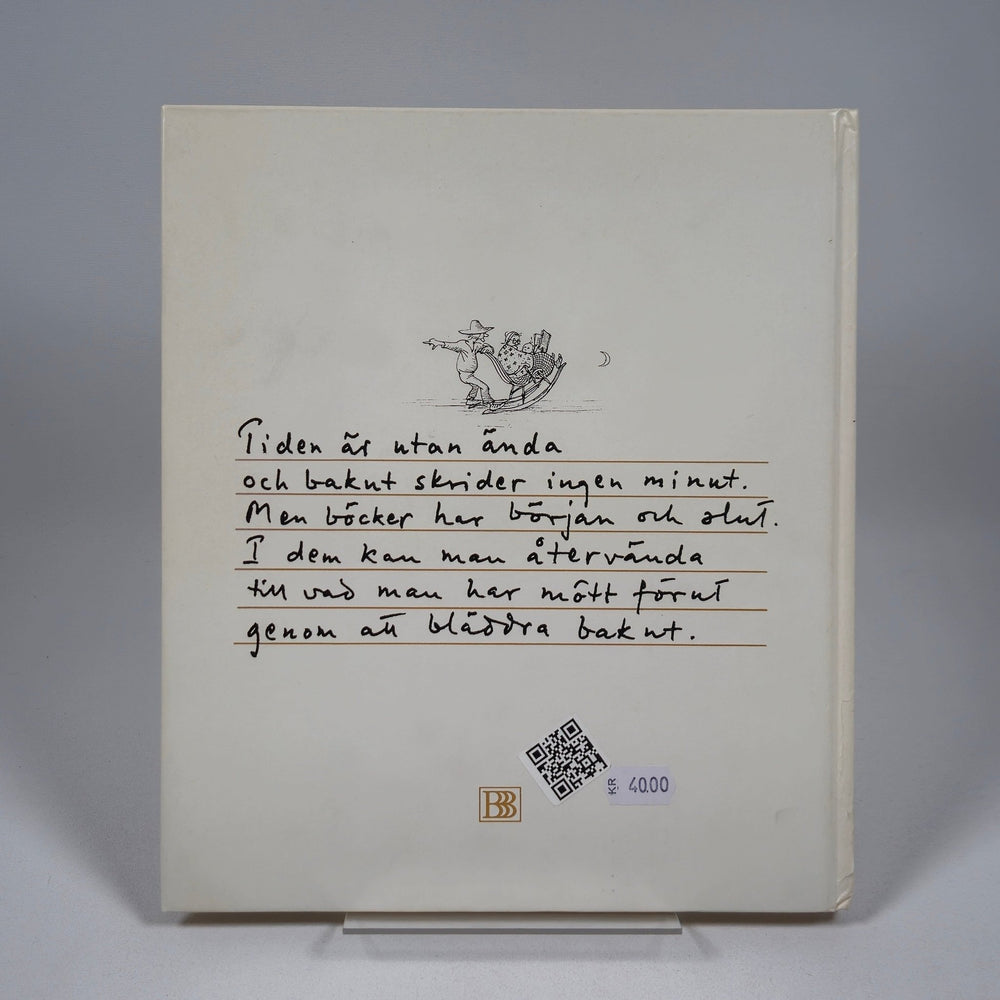 Tiden är utan ända
och bakut skrider ingen minut.
Men böcker har början och slut.
I dem kan man återvända
till vad man har mött förut
genom att bläddra bakut.
BBB
KR 40.00